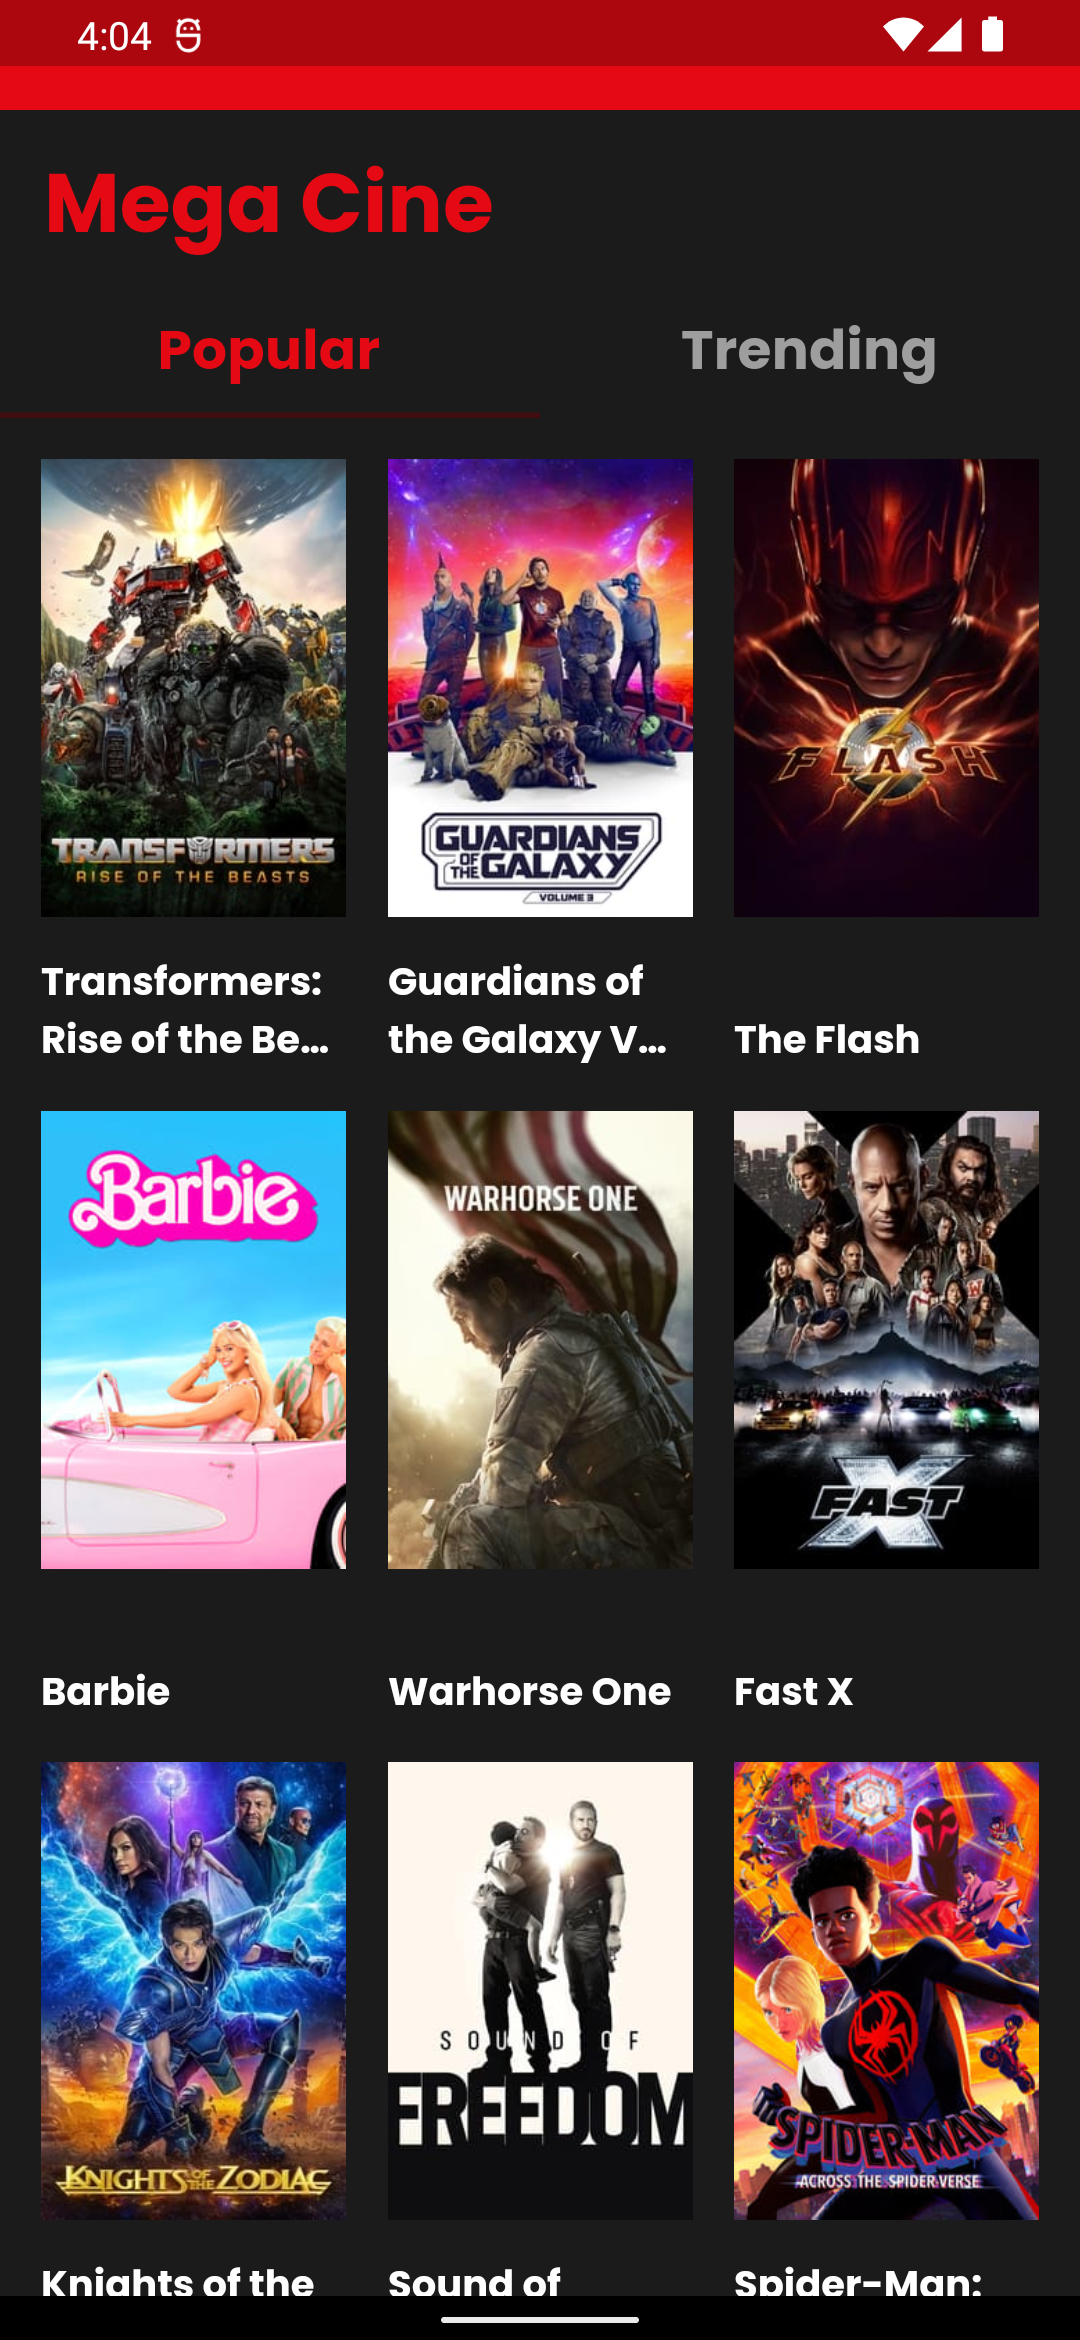 4:04
Mega Cine
Popular
Trending
TRANSFORMERS
RISE OF THE BEASTS
GUARDIANS
OF THE
GALAXY
VOLUME 3
FLASH
Transformers:
Rise of the Be...
Guardians of
the Galaxy V...
The Flash
Barbie
WARHORSE ONE
FAST X
Barbie
Warhorse One
Fast X
KNIGHTS OF THE ZODIAC
SOUND OF
FREEDOM
SPIDER-MAN
ACROSS THE SPIDER-VERSE
Knights of the
Sound of
Spider-Man: